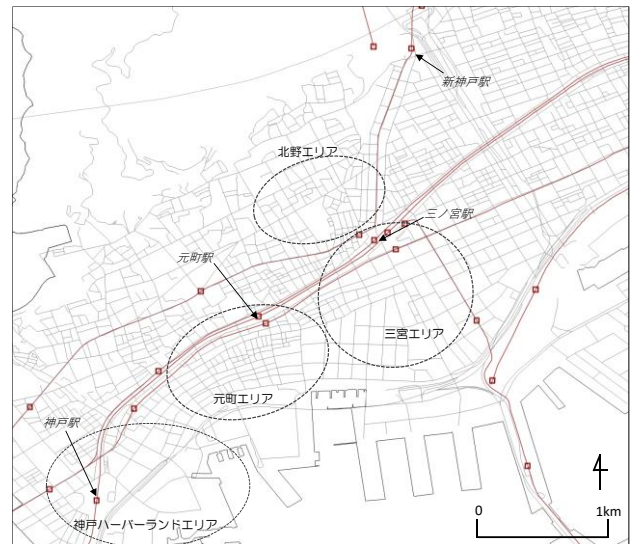 新神戸駅
北野エリア
三ノ宮駅
元町駅
三宮エリア
元町エリア
神戸駅
神戸ハーバーランドエリア
0
1km